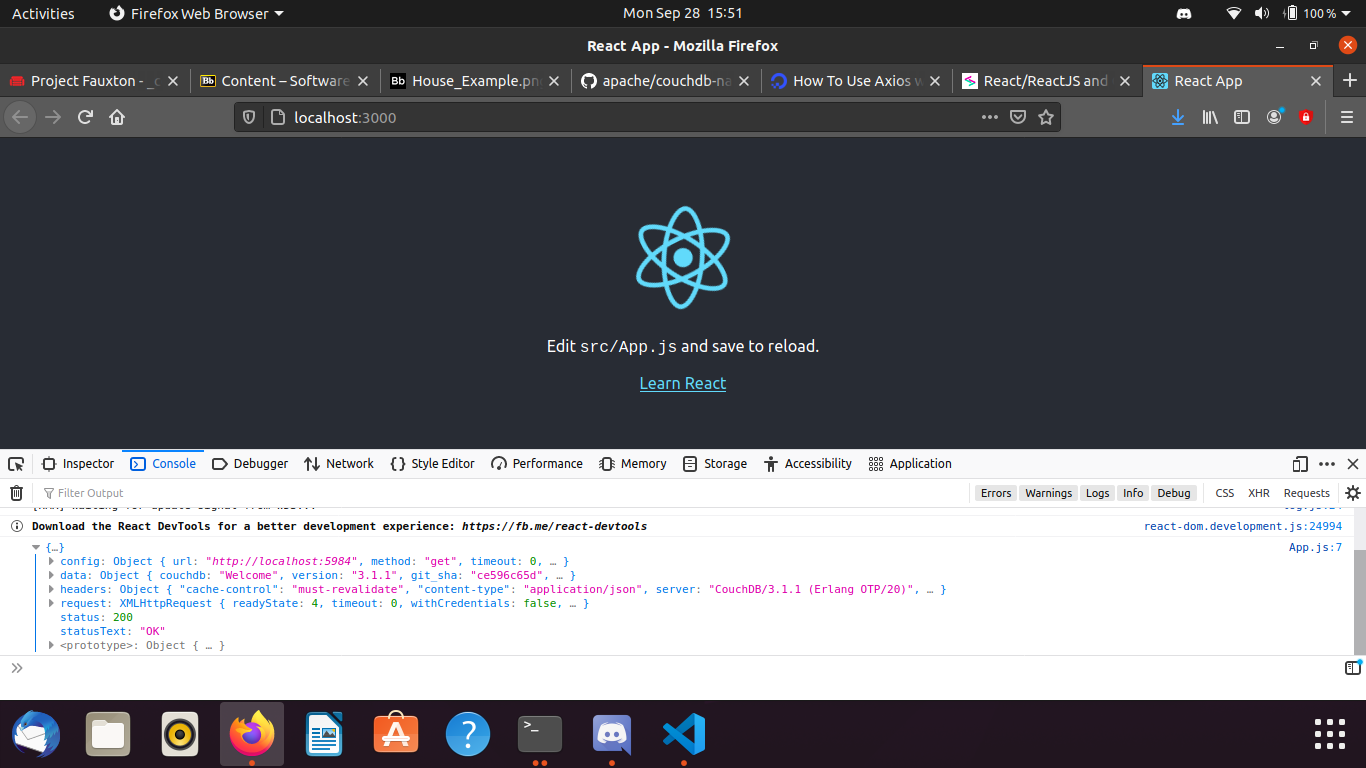 Activities Firefox Web Browser Mon Sep 28 15:51 100 %
React App - Mozilla Firefox
Project Fauxton - _c Content – Software House_Example.pn apache/couchdb-na How To Use Axios w React/ReactJS and React App
localhost:3000
Edit src/App.js and save to reload.
Learn React
Inspector Console Debugger Network Style Editor Performance Memory Storage Accessibility Application
Filter Output Errors Warnings Logs Info Debug CSS XHR Requests
Download the React DevTools for a better development experience: https://fb.me/react-devtools react-dom.development.js:24994
{…} App.js:7
config: Object { url: "http://localhost:5984", method: "get", timeout: 0, … }
data: Object { couchdb: "Welcome", version: "3.1.1", git_sha: "ce596c65d", … }
headers: Object { "cache-control": "must-revalidate", "content-type": "application/json", server: "CouchDB/3.1.1 (Erlang OTP/20)", … }
request: XMLHttpRequest { readyState: 4, timeout: 0, withCredentials: false, … }
status: 200
statusText: "OK"
<prototype>: Object { … }